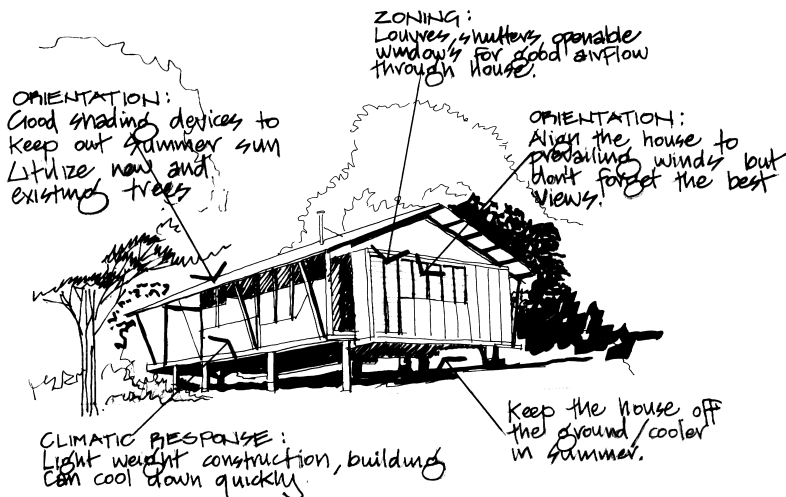 ZONING:
Louvres, shutters, openable
windows for good airflow
through house.
ORIENTATION:
Good shading devices to
keep out summer sun
Utilize new and
existing trees
ORIENTATION:
Align the house to
prevailing winds but
don't forget the best
views.
CLIMATIC RESPONSE:
Light weight construction, building
can cool down quickly
Keep the house off
the ground/cooler
in summer.